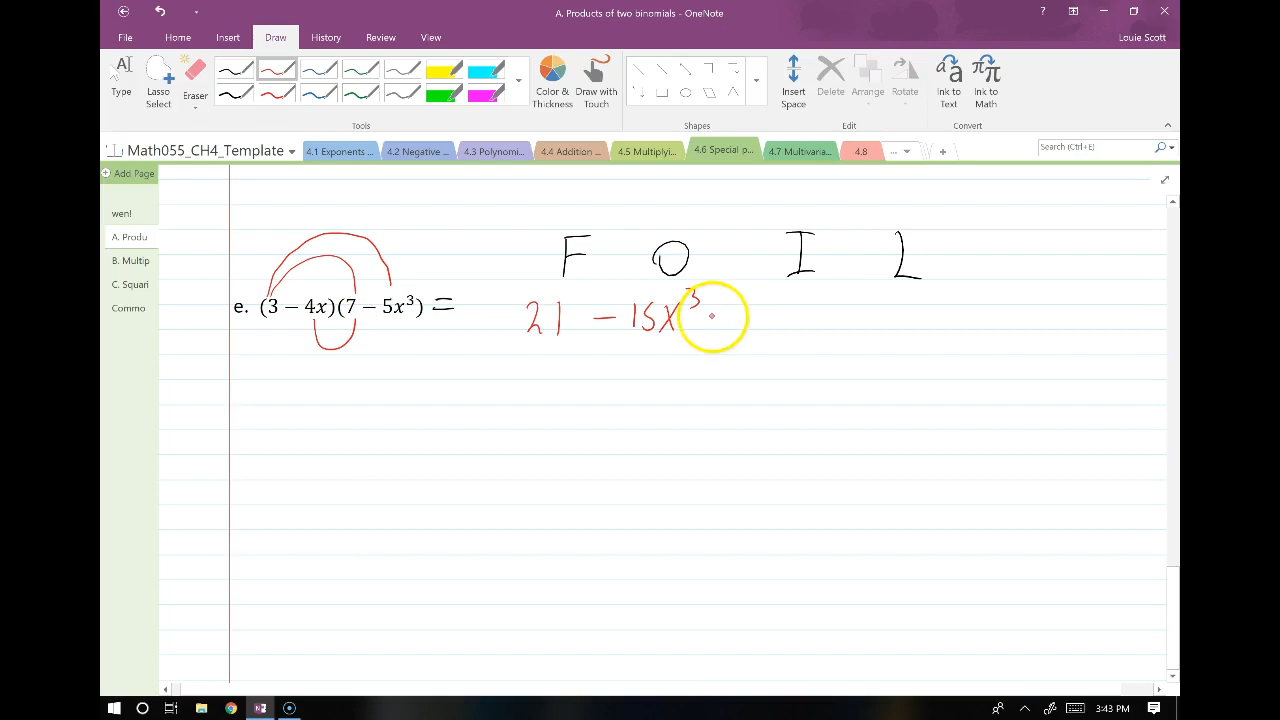 A. Products of two binomials - OneNote
?
File Home Insert Draw History Review View
Louie Scott
Type
Lasso Select
Eraser
Color & Thickness
Draw with Touch
Insert Space
Delete
Arrange
Rotate
Ink to Text
Ink to Math
Tools
Shapes
Edit
Convert
Math055_CH4_Template
4.1 Exponents ...
4.2 Negative ...
4.3 Polynomi...
4.4 Addition ...
4.5 Multiplyi...
4.6 Special p...
4.7 Multivaria...
4.8
...
Search (Ctrl+E)
Add Page
wen!
A. Produ
B. Multip
C. Squari
Commo
F O I L
e. (3 − 4x)(7 − 5x³) = 21 − 15x³
3:43 PM